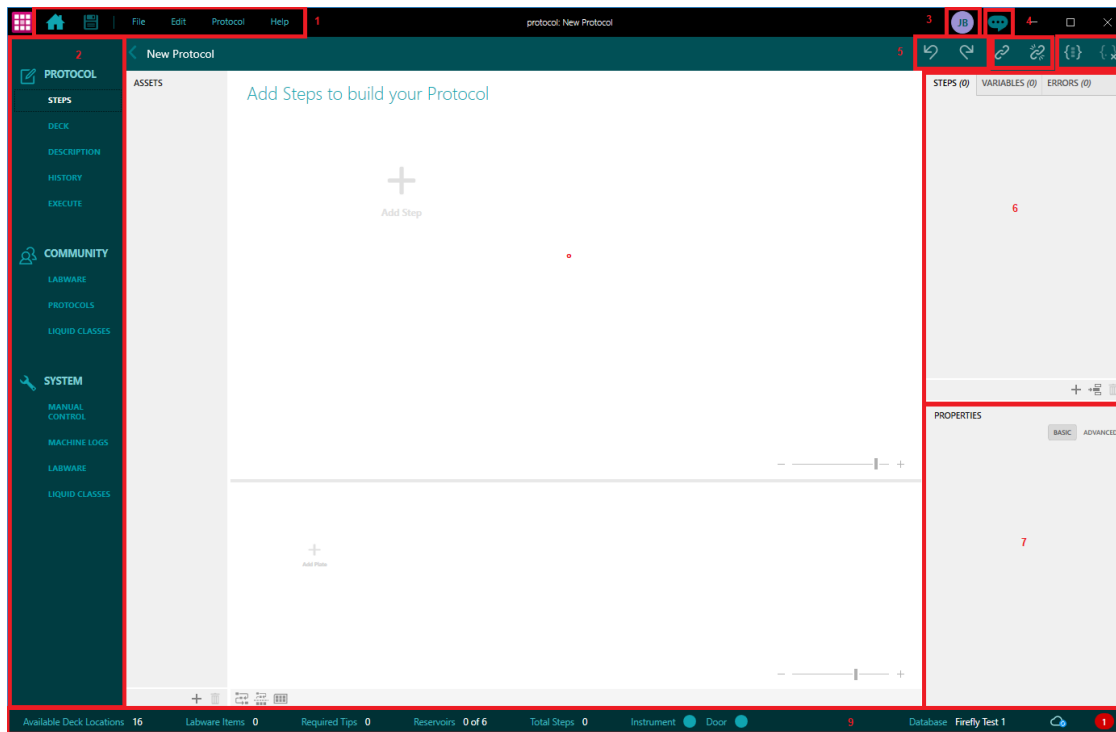 File Edit Protocol Help 1 protocol: New Protocol 3 JB 4
2 New Protocol 5
PROTOCOL
STEPS
DECK
DESCRIPTION
HISTORY
EXECUTE
COMMUNITY
LABWARE
PROTOCOLS
LIQUID CLASSES
SYSTEM
MANUAL
CONTROL
MACHINE LOGS
LABWARE
LIQUID CLASSES
ASSETS
Add Steps to build your Protocol
Add Step
Add Plate
STEPS (0) VARIABLES (0) ERRORS (0)
6
PROPERTIES
BASIC ADVANCED
7
Available Deck Locations 16 Labware Items 0 Required Tips 0 Reservoirs 0 of 6 Total Steps 0 Instrument Door 9 Database Firefly Test 1 1